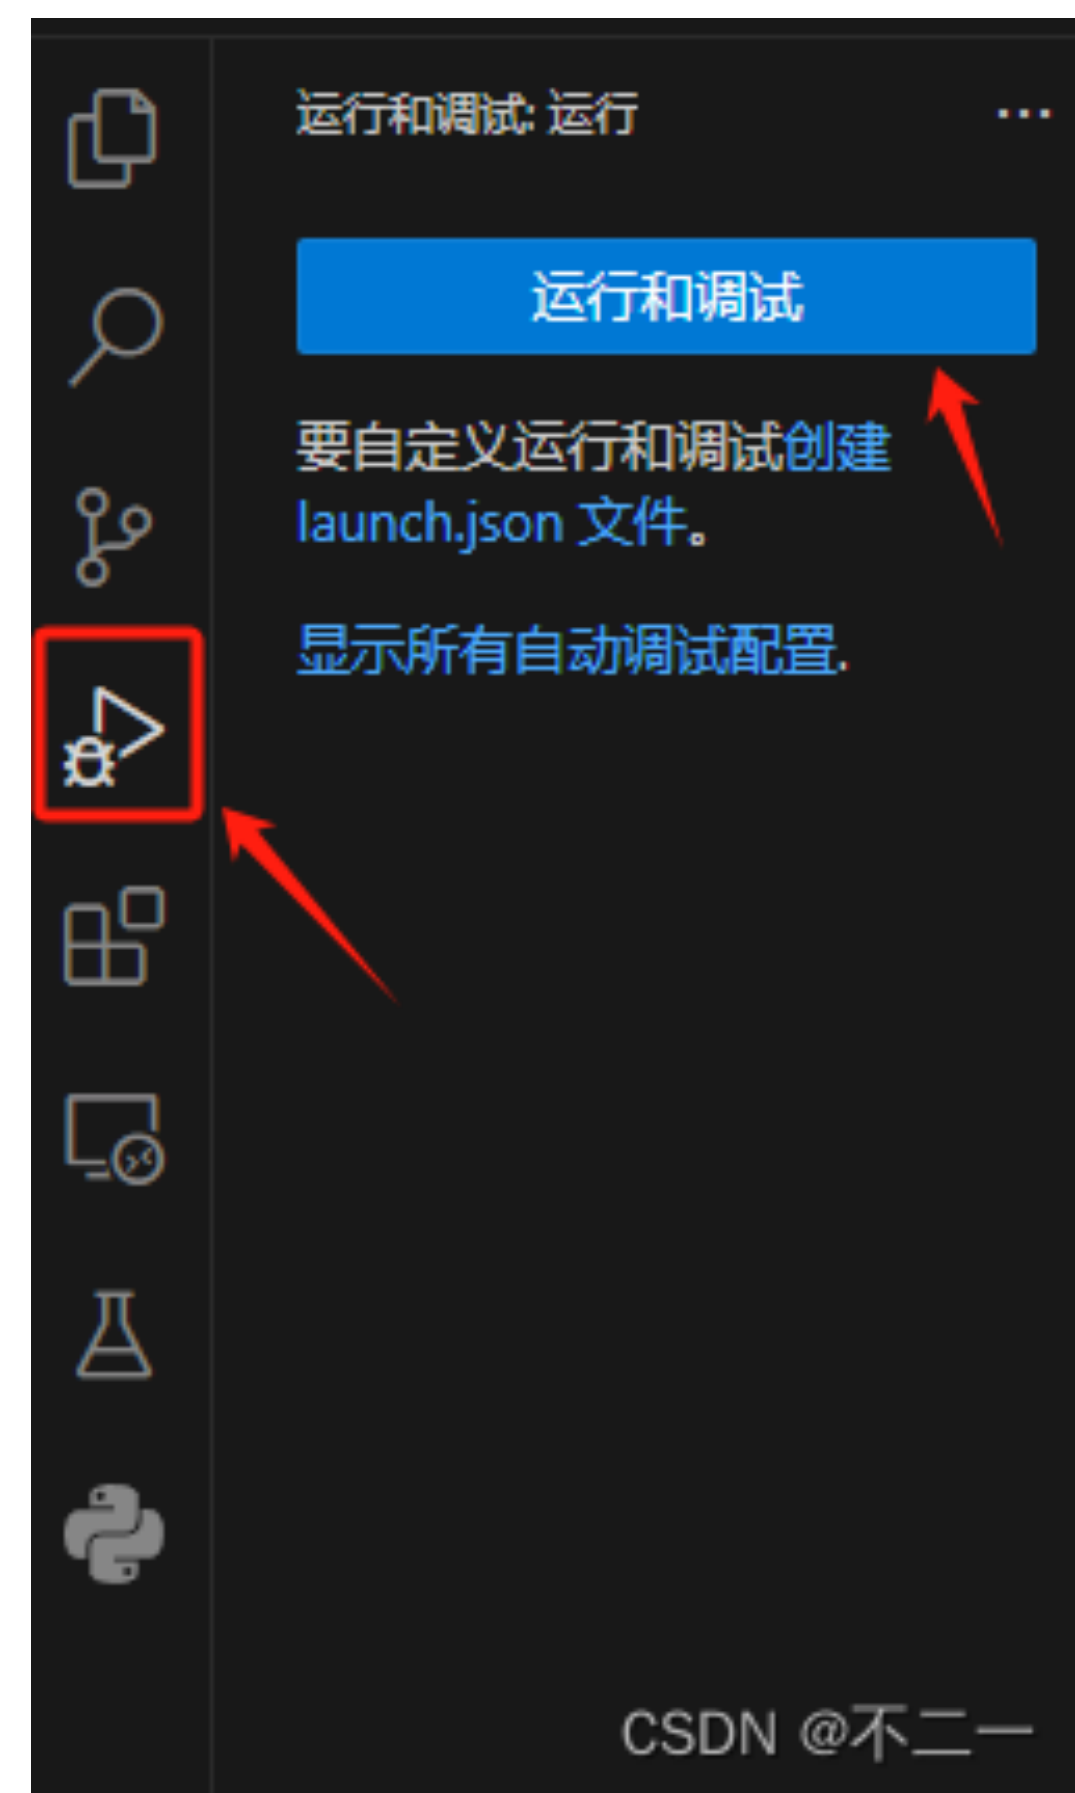 运行和调试: 运行
运行和调试
要自定义运行和调试创建
launch.json 文件。
显示所有自动调试配置.
CSDN @不二一